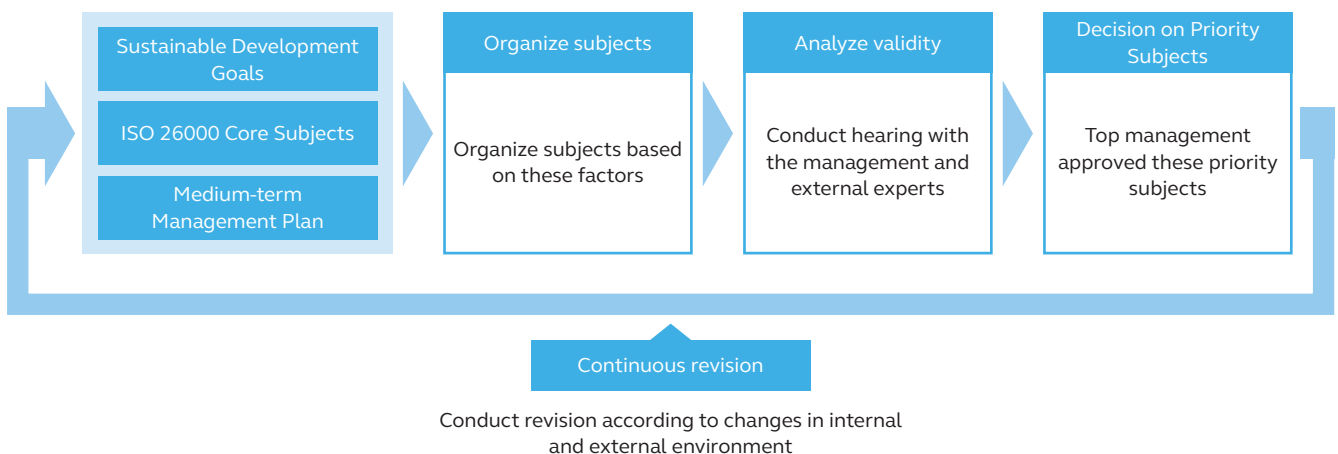 Sustainable Development
Goals
ISO 26000 Core Subjects
Medium-term
Management Plan
Organize subjects
Organize subjects based
on these factors
Analyze validity
Conduct hearing with
the management and
external experts
Decision on Priority
Subjects
Top management
approved these priority
subjects
Continuous revision
Conduct revision according to changes in internal
and external environment